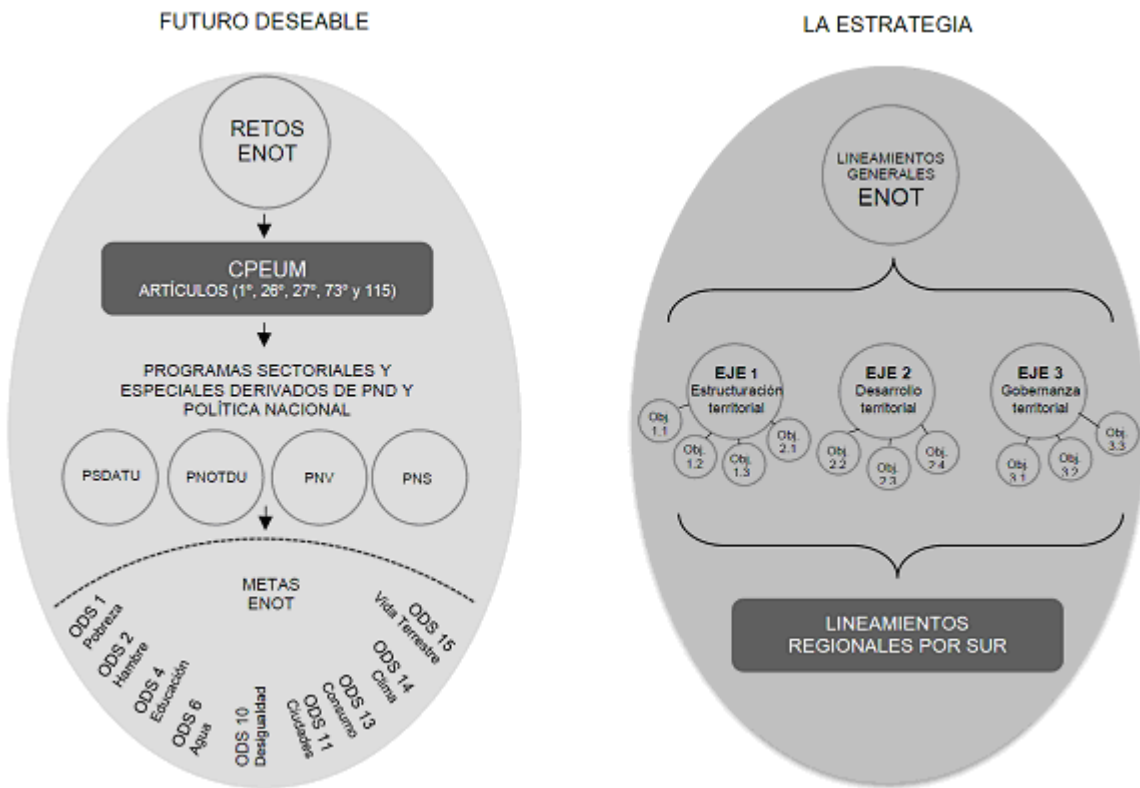 FUTURO DESEABLE
RETOS
ENOT
CPEUM
ARTÍCULOS (1º, 26º, 27º, 73º y 115)
PROGRAMAS SECTORIALES Y
ESPECIALES DERIVADOS DE PND Y
POLÍTICA NACIONAL
PSDATU
PNOTDU
PNV
PNS
METAS
ENOT
ODS 1
Pobreza
ODS 2
Hambre
ODS 4
Educación
ODS 6
Agua
ODS 10
Desigualdad
ODS 11
Ciudades
ODS 13
Consumo
ODS 14
Clima
ODS 15
Vida Terrestre
LA ESTRATEGIA
LINEAMIENTOS
GENERALES
ENOT
EJE 1
Estructuración
territorial
Obj.
1.1
Obj.
1.2
Obj.
1.3
Obj.
2.1
EJE 2
Desarrollo
territorial
Obj.
2.2
Obj.
2.3
Obj.
2.4
EJE 3
Gobernanza
territorial
Obj.
3.1
Obj.
3.2
Obj.
3.3
LINEAMIENTOS
REGIONALES POR SUR